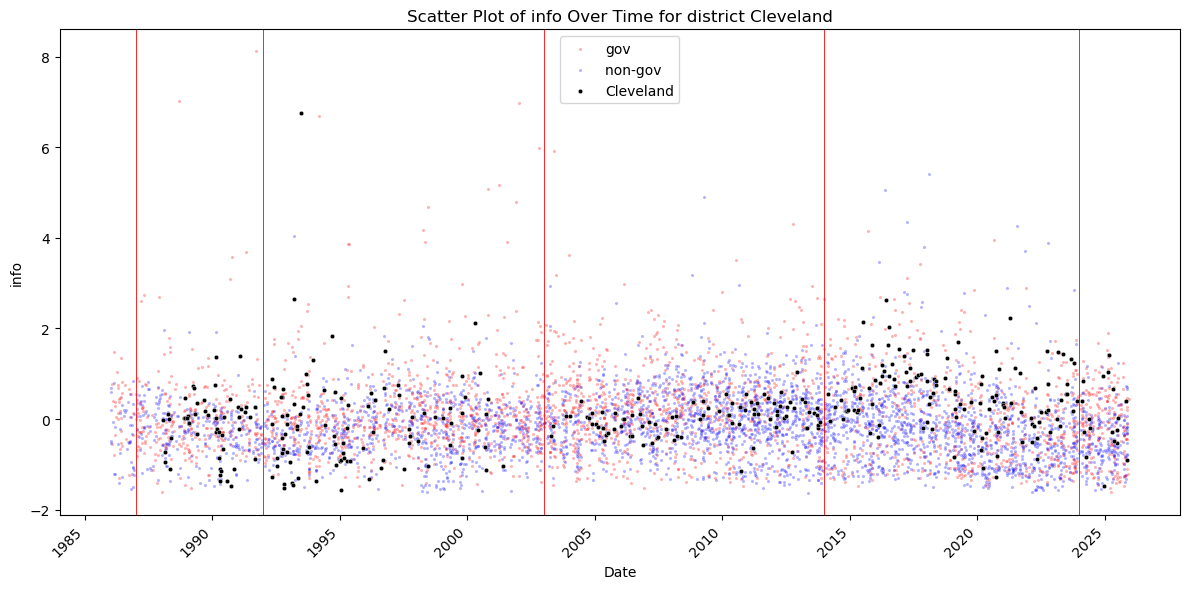 Scatter Plot of info Over Time for district Cleveland
gov
non-gov
Cleveland
info
8
6
4
2
0
−2
1985
1990
1995
2000
2005
2010
2015
2020
2025
Date